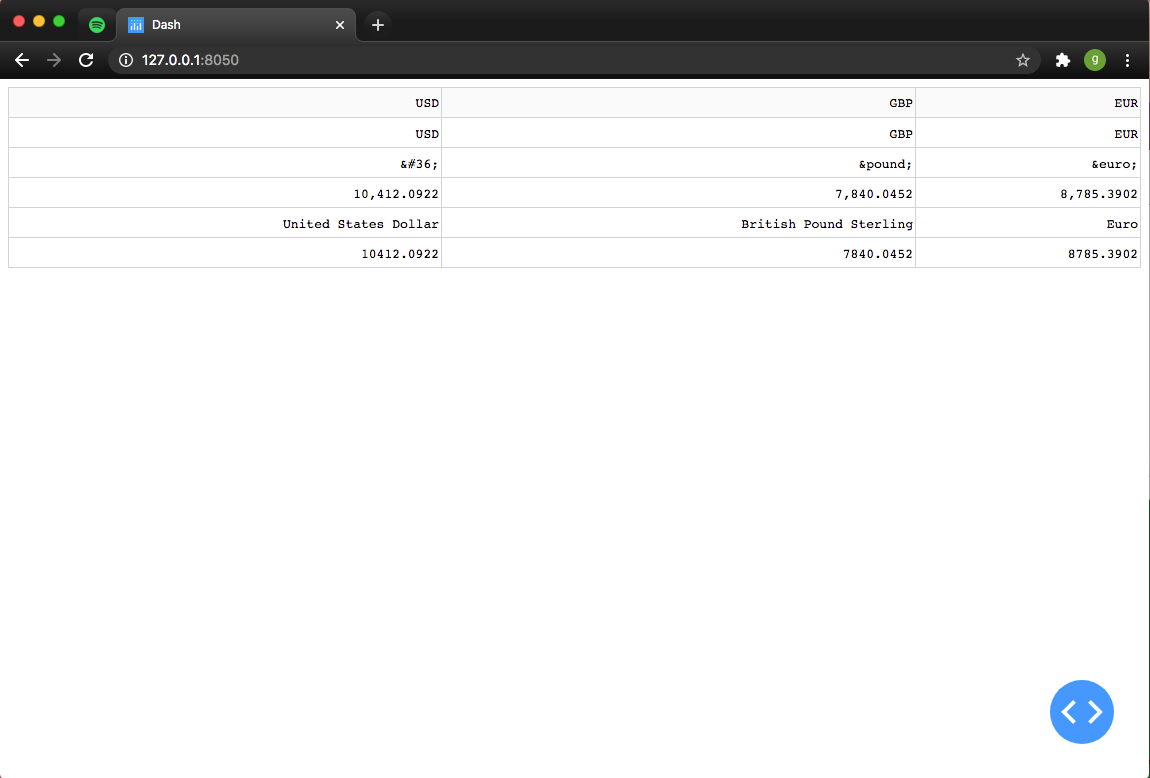 Dash
127.0.0.1:8050
g
USD GBP EUR
USD GBP EUR
&#36; &pound; &euro;
10,412.0922 7,840.0452 8,785.3902
United States Dollar British Pound Sterling Euro
10412.0922 7840.0452 8785.3902